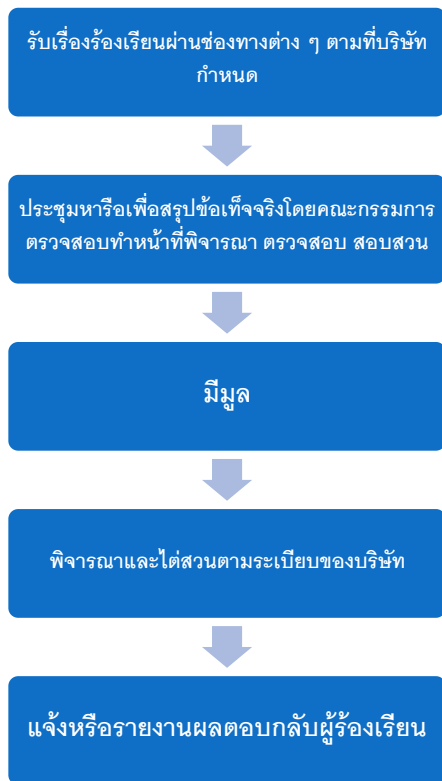 รับเรื่องร้องเรียนผ่านช่องทางต่าง ๆ ตามที่บริษัท
กำหนด
ประชุมหารือเพื่อสรุปข้อเท็จจริงโดยคณะกรรมการ
ตรวจสอบทำหน้าที่พิจารณา ตรวจสอบ สอบสวน
มีมูล
พิจารณาและไต่สวนตามระเบียบของบริษัท
แจ้งหรือรายงานผลตอบกลับผู้ร้องเรียน